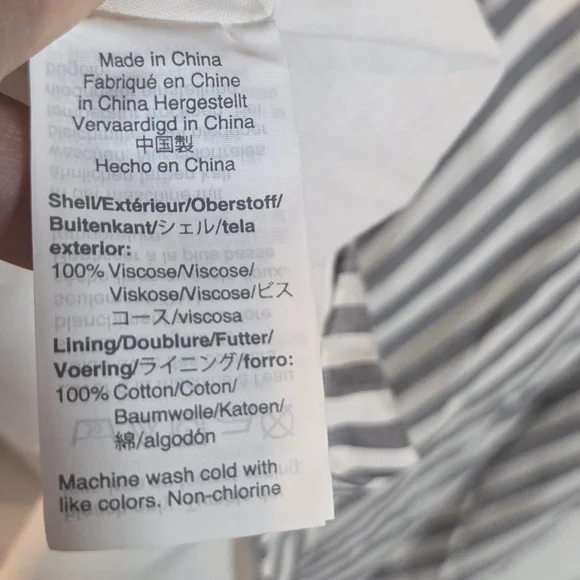 Made in China
Fabriqué en Chine
in China Hergestellt
Vervaardigd in China
中国製
Hecho en China
Shell/Extérieur/Oberstoff/
Buitenkant/シェル/tela
exterior:
100% Viscose/Viscose/
Viskose/Viscose/ビス
コース/viscosa
Lining/Doublure/Futter/
Voering/ライニング/forro:
100% Cotton/Coton/
Baumwolle/Katoen/
綿/algodón
Machine wash cold with
like colors. Non-chlorine